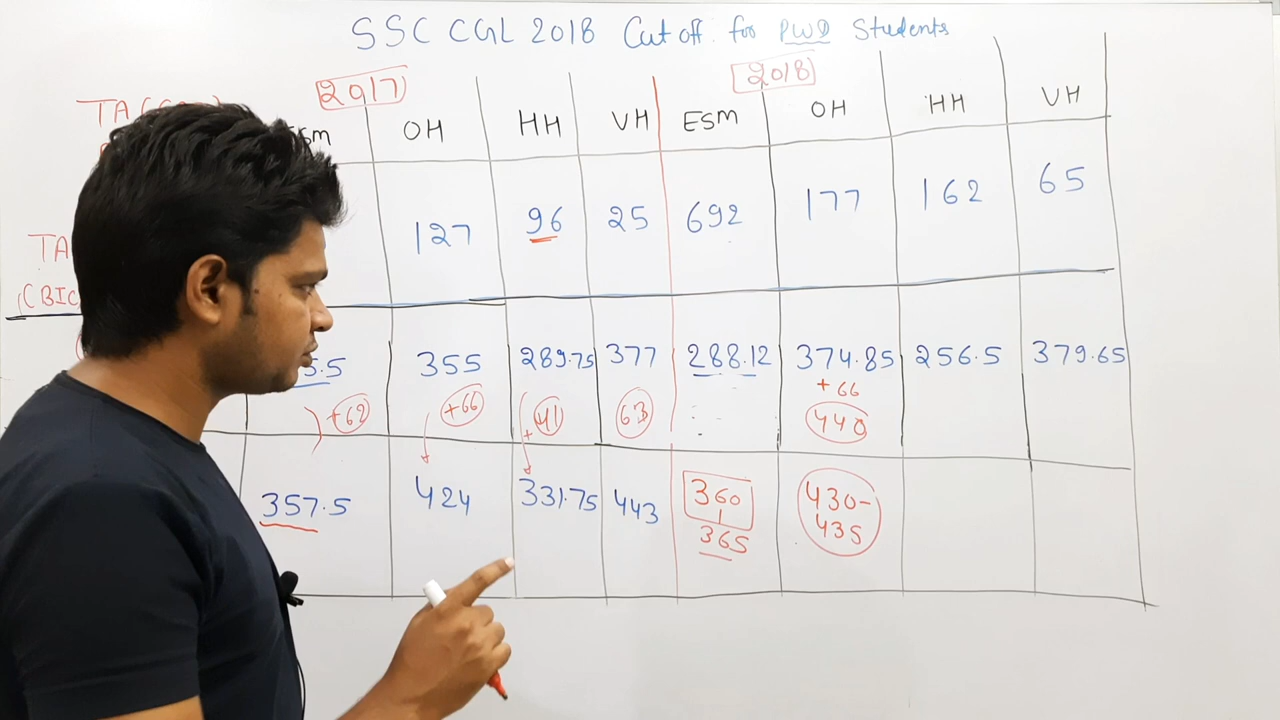 SSC CGL 2018 Cut off for PWD Students
2017 2018
OH HH VH ESM OH HH VH
127 96 25 692 177 162 65
TA
(BIC
355 289.75 377 288.12 374.85 256.5 379.65
+62 +66 +41 63 +66
440
357.5 424 331.75 443 360 430-
365 435